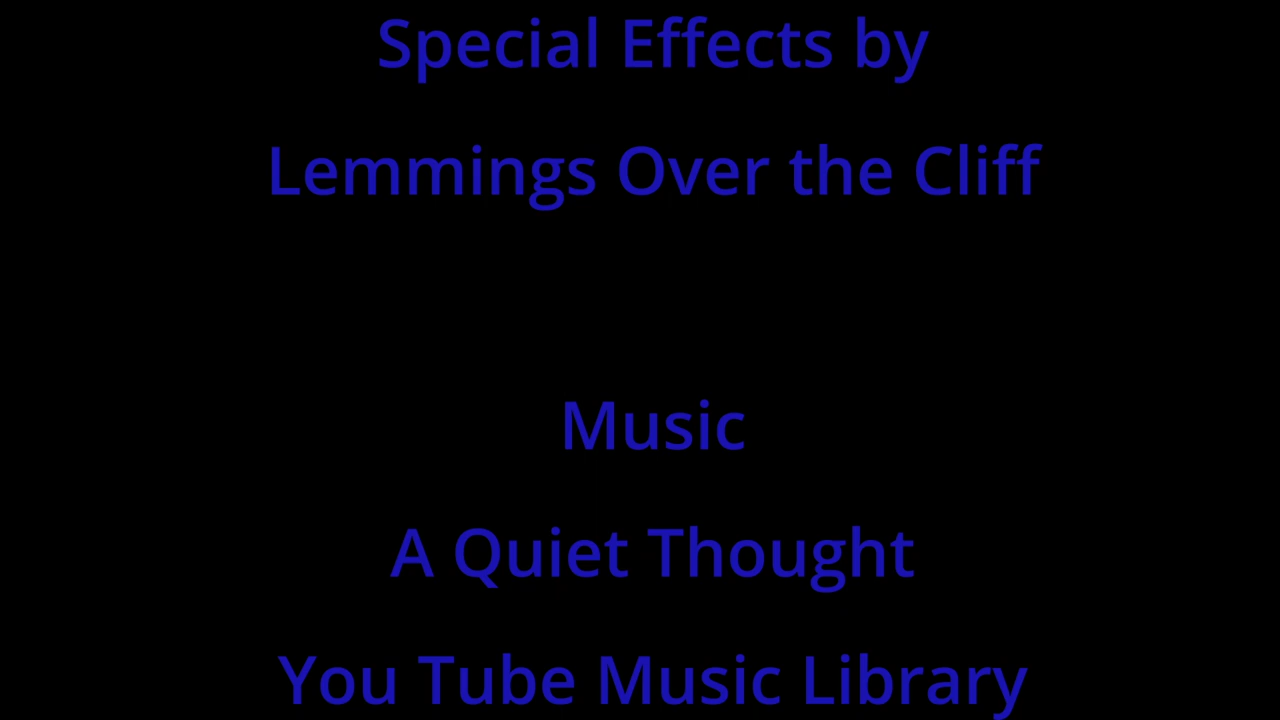 Special Effects by
Lemmings Over the Cliff
Music
A Quiet Thought
You Tube Music Library